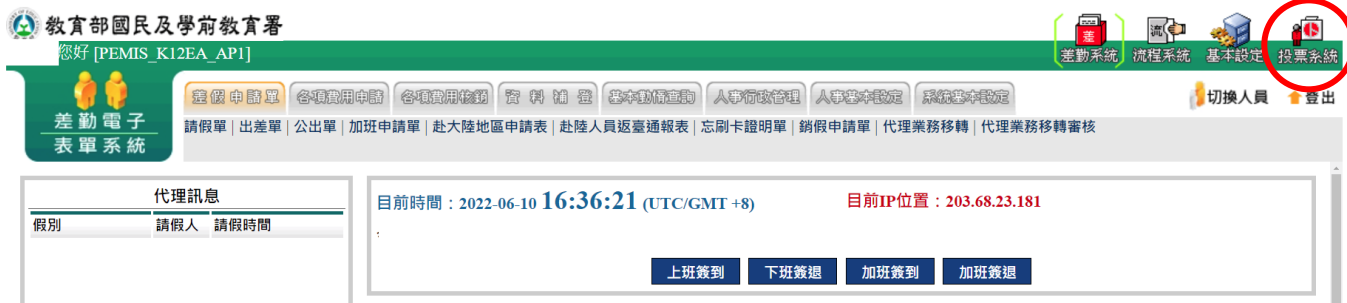 教育部國民及學前教育署
您好 [PEMIS_K12EA_AP1]
差
流
差勤系統 流程系統 基本設定 投票系統
差勤電子
表單系統
差假申請單 各項費用申請 各項費用核銷 資料補登 基本勤惰查詢 人事行政管理 人事基本設定 系統基本設定
切換人員 登出
請假單 | 出差單 | 公出單 | 加班申請單 | 赴大陸地區申請表 | 赴陸人員返臺通報表 | 忘刷卡證明單 | 銷假申請單 | 代理業務移轉 | 代理業務移轉審核
代理訊息
假別 請假人 請假時間
目前時間：2022-06-10 16:36:21 (UTC/GMT +8)
目前IP位置：203.68.23.181
上班簽到 下班簽退 加班簽到 加班簽退